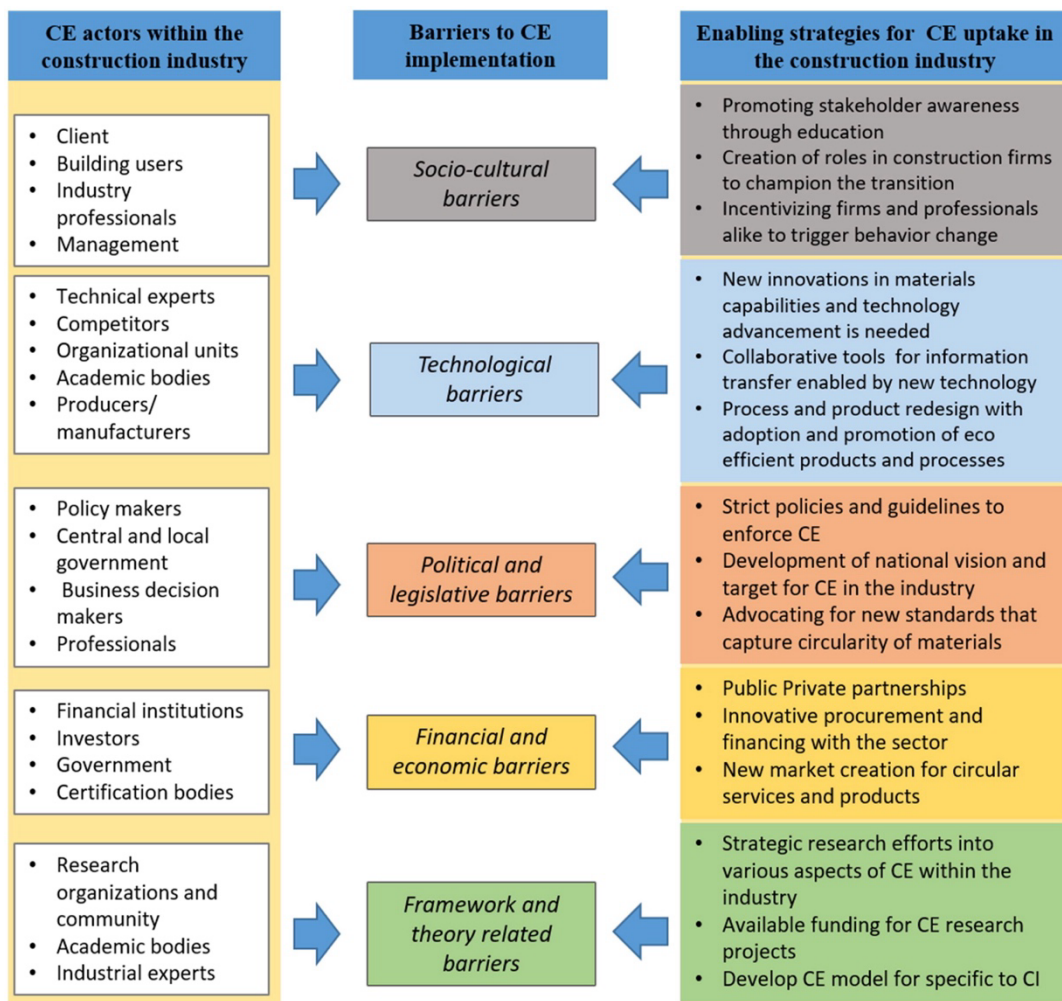 CE actors within the
construction industry
Barriers to CE
implementation
Enabling strategies for  CE uptake in
the construction industry
• Client
• Building users
• Industry
professionals
• Management
Socio-cultural
barriers
• Promoting stakeholder awareness
through education
• Creation of roles in construction firms
to champion the transition
• Incentivizing firms and professionals
alike to trigger behavior change
• Technical experts
• Competitors
• Organizational units
• Academic bodies
• Producers/
manufacturers
Technological
barriers
• New innovations in materials
capabilities and technology
advancement is needed
• Collaborative tools  for information
transfer enabled by new technology
• Process and product redesign with
adoption and promotion of eco
efficient products and processes
• Policy makers
• Central and local
government
• Business decision
makers
• Professionals
Political and
legislative barriers
• Strict policies and guidelines to
enforce CE
• Development of national vision and
target for CE in the industry
• Advocating for new standards that
capture circularity of materials
• Financial institutions
• Investors
• Government
• Certification bodies
Financial and
economic barriers
• Public Private partnerships
• Innovative procurement and
financing with the sector
• New market creation for circular
services and products
• Research
organizations and
community
• Academic bodies
• Industrial experts
Framework and
theory related
barriers
• Strategic research efforts into
various aspects of CE within the
industry
• Available funding for CE research
projects
• Develop CE model for specific to CI